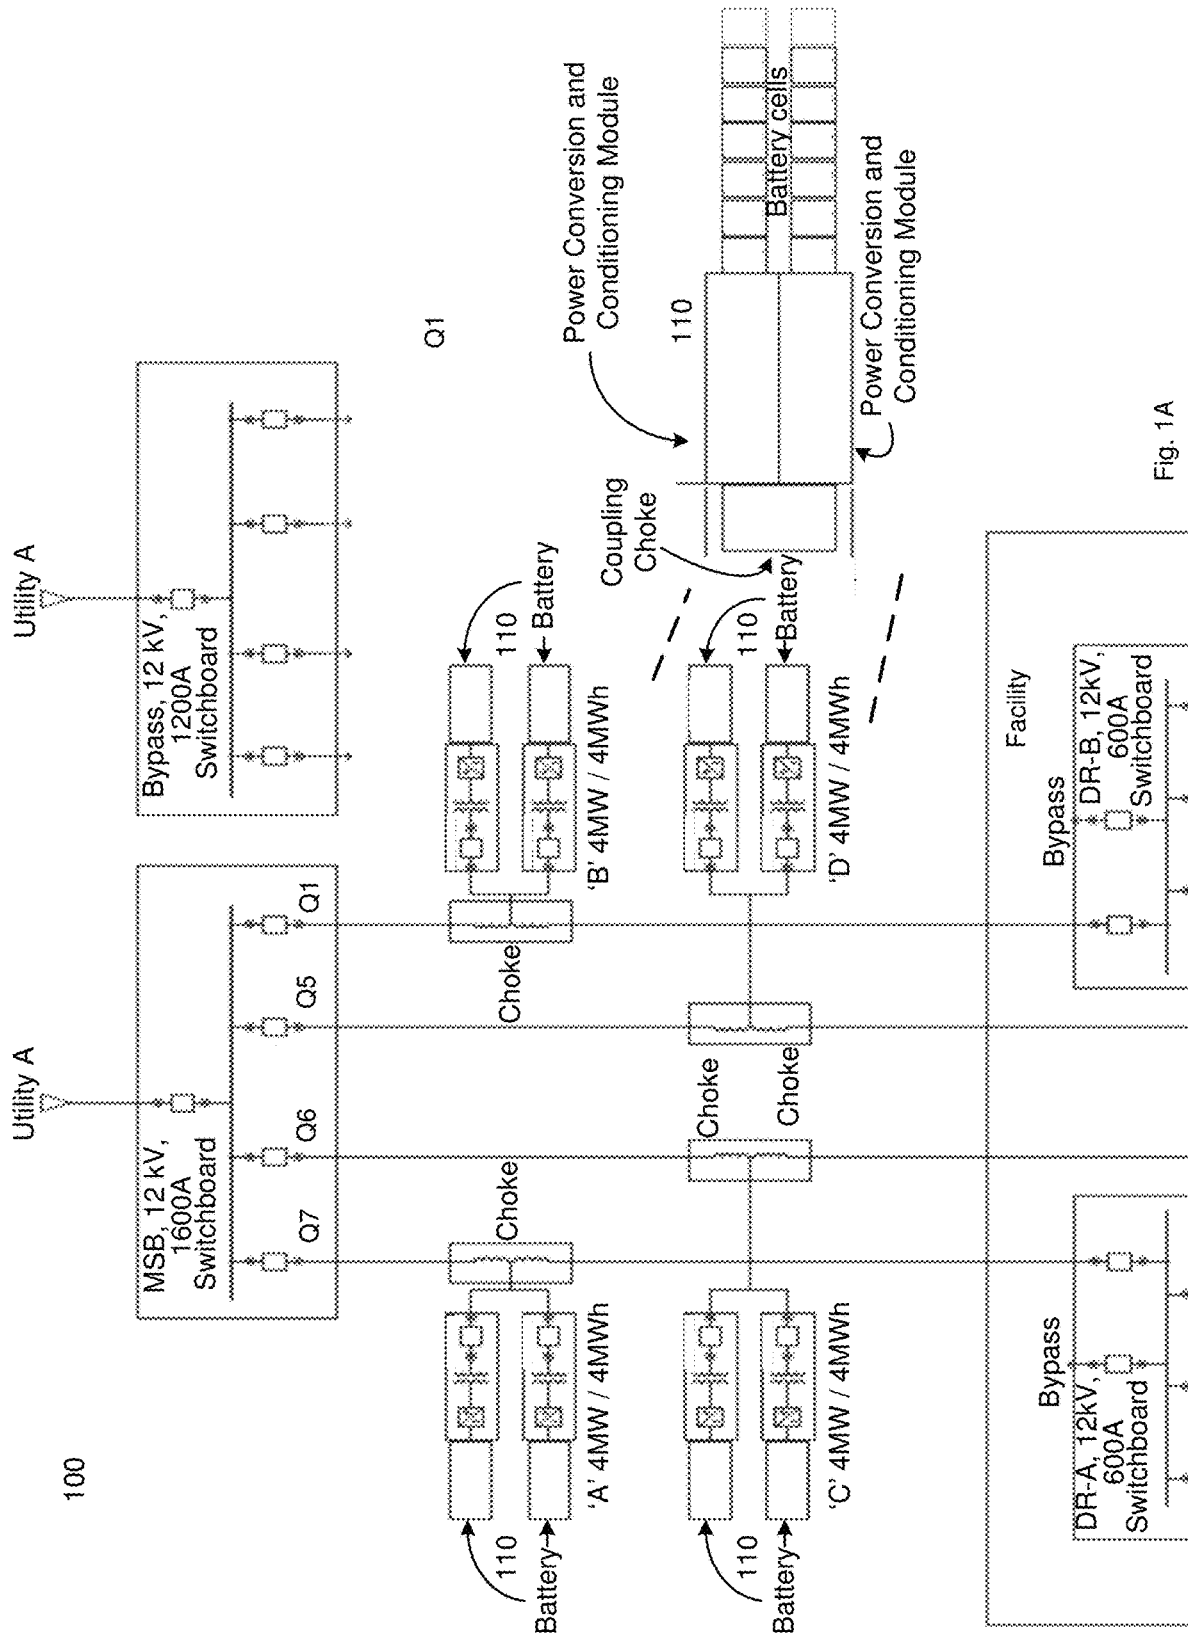 100
Utility A
Utility A
MSB, 12 kV,
1600A
Switchboard
Q7
Q6
Q5
Q1
Bypass, 12 kV,
1200A
Switchboard
Q1
Battery
110
'A' 4MW / 4MWh
Choke
Choke
'B' 4MW / 4MWh
110
Battery
Battery
110
'C' 4MW / 4MWh
Choke
Choke
'D' 4MW / 4MWh
110
Battery
Coupling
Choke
Power Conversion and
Conditioning Module
110
Battery cells
Power Conversion and
Conditioning Module
Facility
Bypass
DR-A, 12kV,
600A
Switchboard
Bypass
DR-B, 12kV,
600A
Switchboard
Fig. 1A